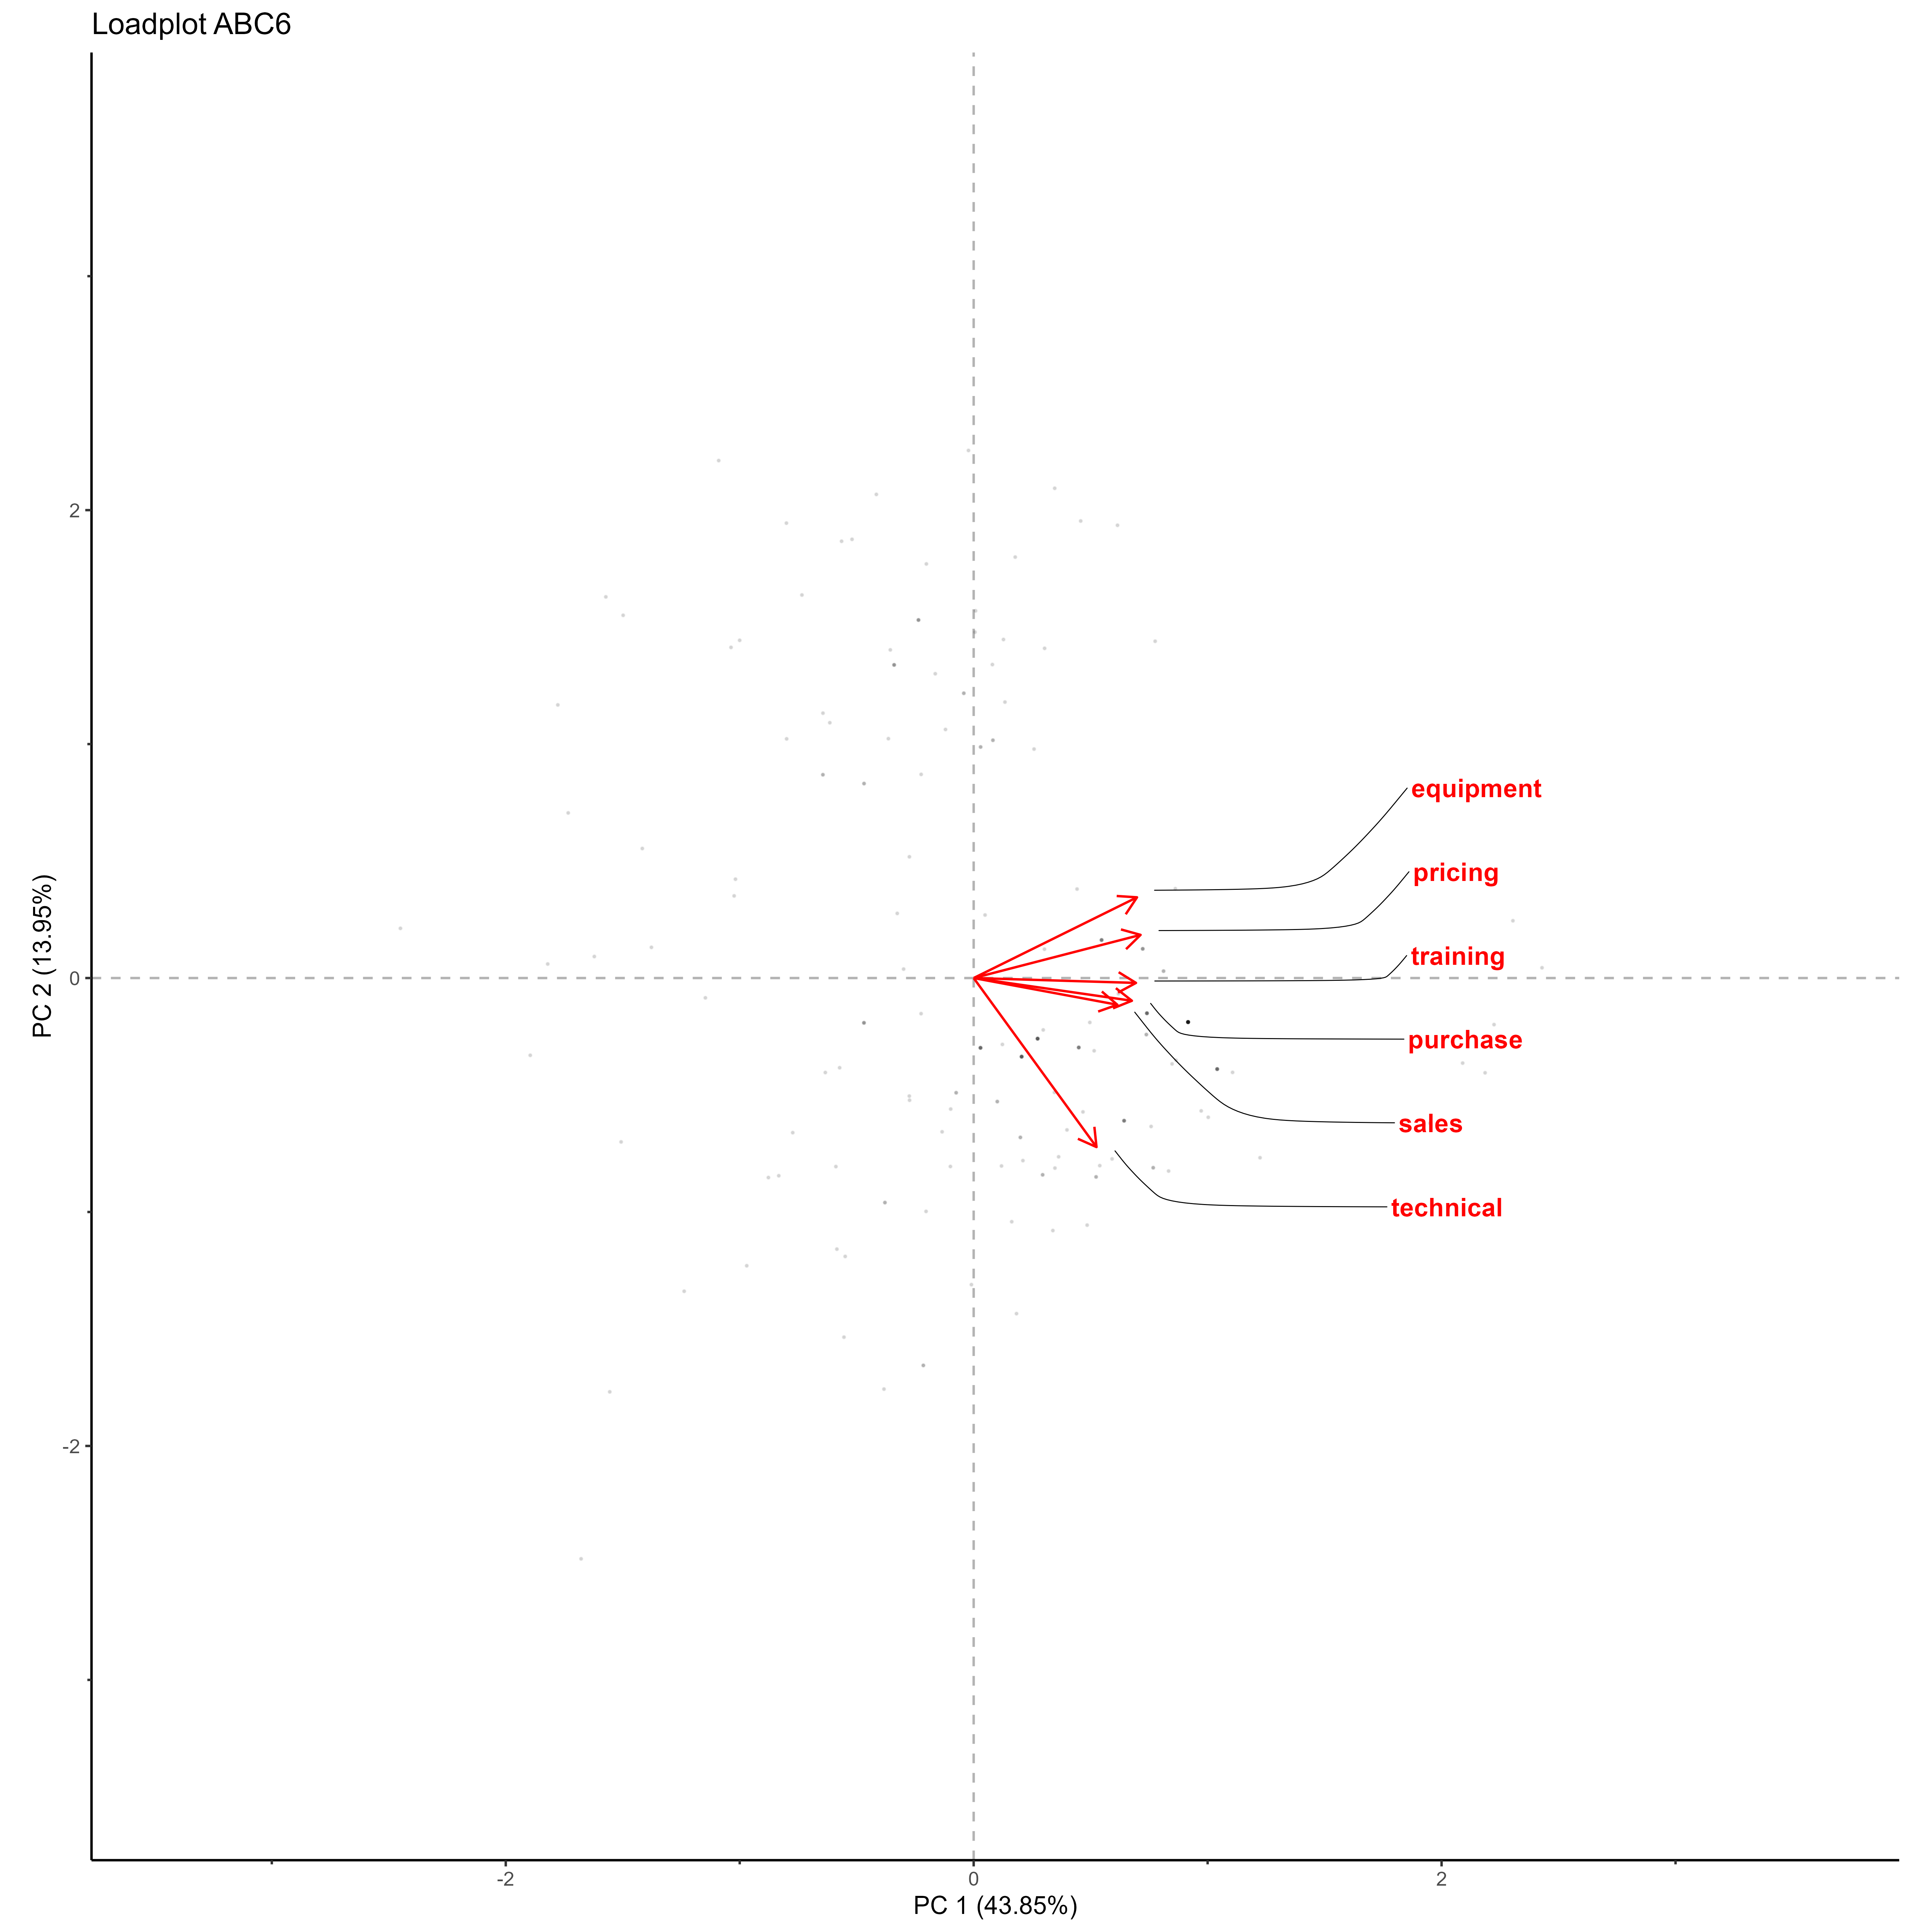 Loadplot ABC6
equipment
pricing
training
purchase
sales
technical
PC 2 (13.95%)
2
0
-2
-2
0
2
PC 1 (43.85%)